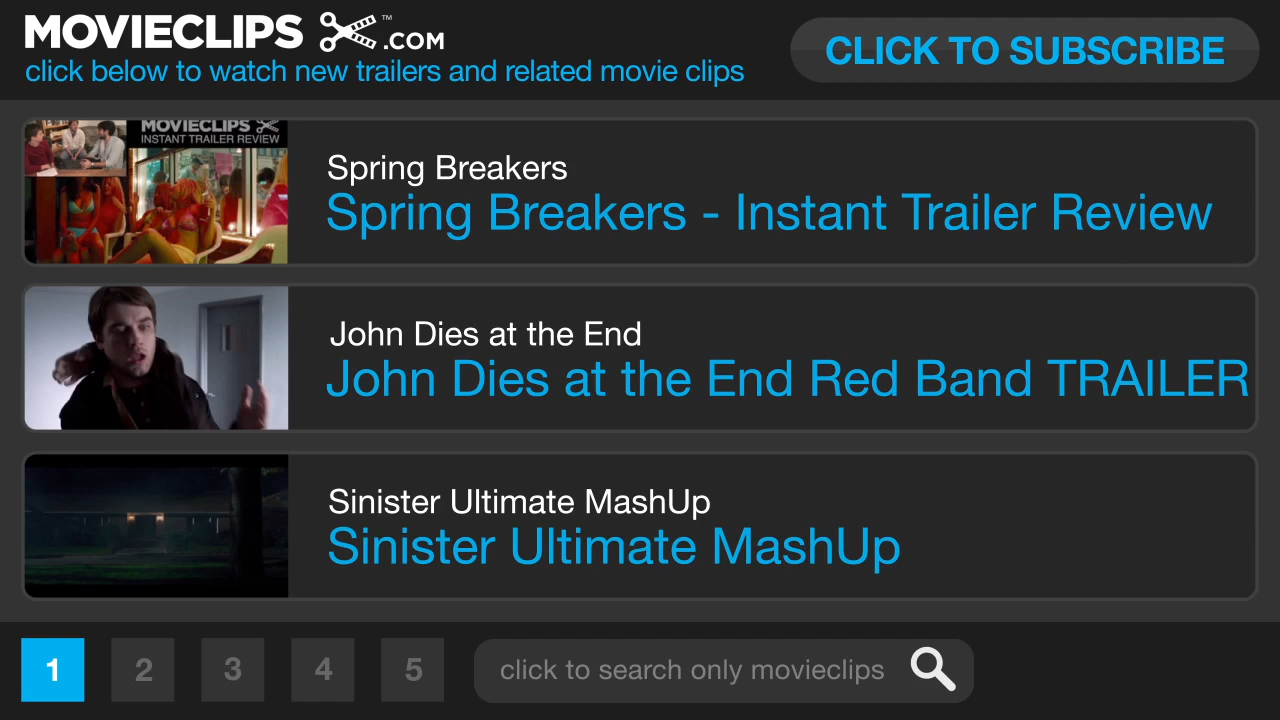 MOVIECLIPS ™ .COM
click below to watch new trailers and related movie clips
CLICK TO SUBSCRIBE
MOVIECLIPS
INSTANT TRAILER REVIEW
Spring Breakers
Spring Breakers - Instant Trailer Review
John Dies at the End
John Dies at the End Red Band TRAILER
Sinister Ultimate MashUp
Sinister Ultimate MashUp
1 2 3 4 5 click to search only movieclips